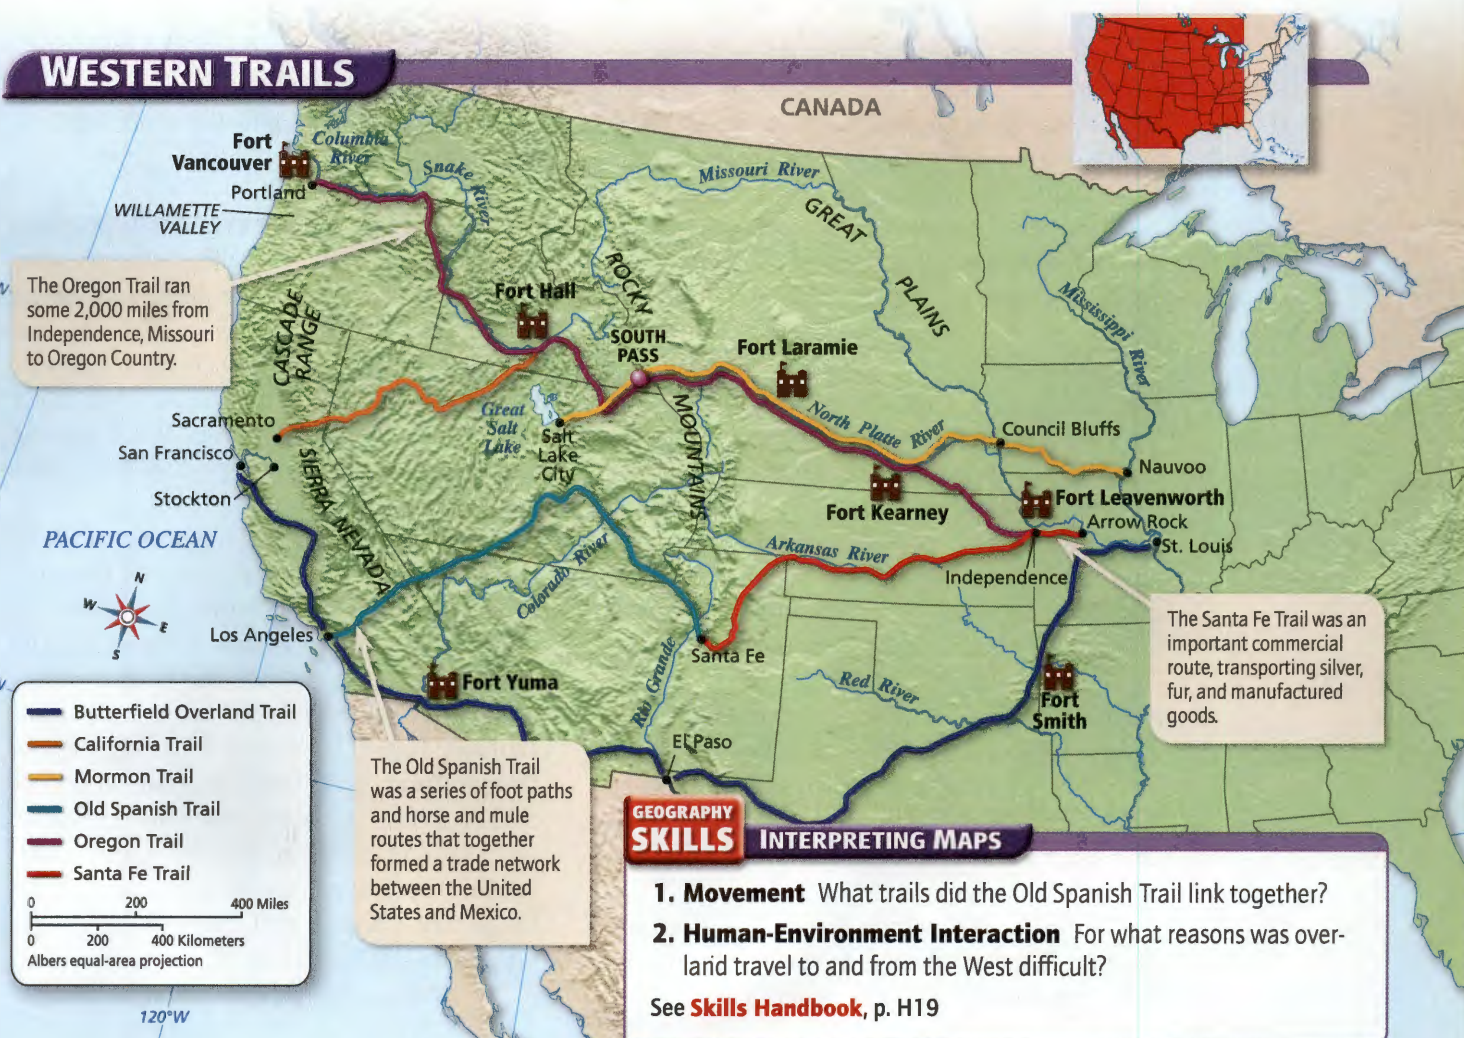 WESTERN TRAILS
CANADA
Fort
Vancouver
Columbia
River
Portland
Snake
River
WILLAMETTE
VALLEY
Missouri River
GREAT
PLAINS
The Oregon Trail ran
some 2,000 miles from
Independence, Missouri
to Oregon Country.
CASCADE
RANGE
Fort Hall
ROCKY
MOUNTAINS
SOUTH
PASS
Fort Laramie
Mississippi River
Sacramento
San Francisco
Stockton
SIERRA NEVADA
Great
Salt
Lake
Salt
Lake
City
North Platte River
Council Bluffs
Nauvoo
Fort Kearney
Fort Leavenworth
Arrow Rock
St. Louis
Independence
PACIFIC OCEAN
N
W
E
S
Colorado River
Arkansas River
Los Angeles
Santa Fe
Fort Yuma
Rio Grande
Red River
Fort
Smith
El Paso
The Santa Fe Trail was an
important commercial
route, transporting silver,
fur, and manufactured
goods.
Butterfield Overland Trail
California Trail
Mormon Trail
Old Spanish Trail
Oregon Trail
Santa Fe Trail
0 200 400 Miles
0 200 400 Kilometers
Albers equal-area projection
120°W
The Old Spanish Trail
was a series of foot paths
and horse and mule
routes that together
formed a trade network
between the United
States and Mexico.
GEOGRAPHY
SKILLS
INTERPRETING MAPS
1. Movement What trails did the Old Spanish Trail link together?
2. Human-Environment Interaction For what reasons was over-
land travel to and from the West difficult?
See Skills Handbook, p. H19